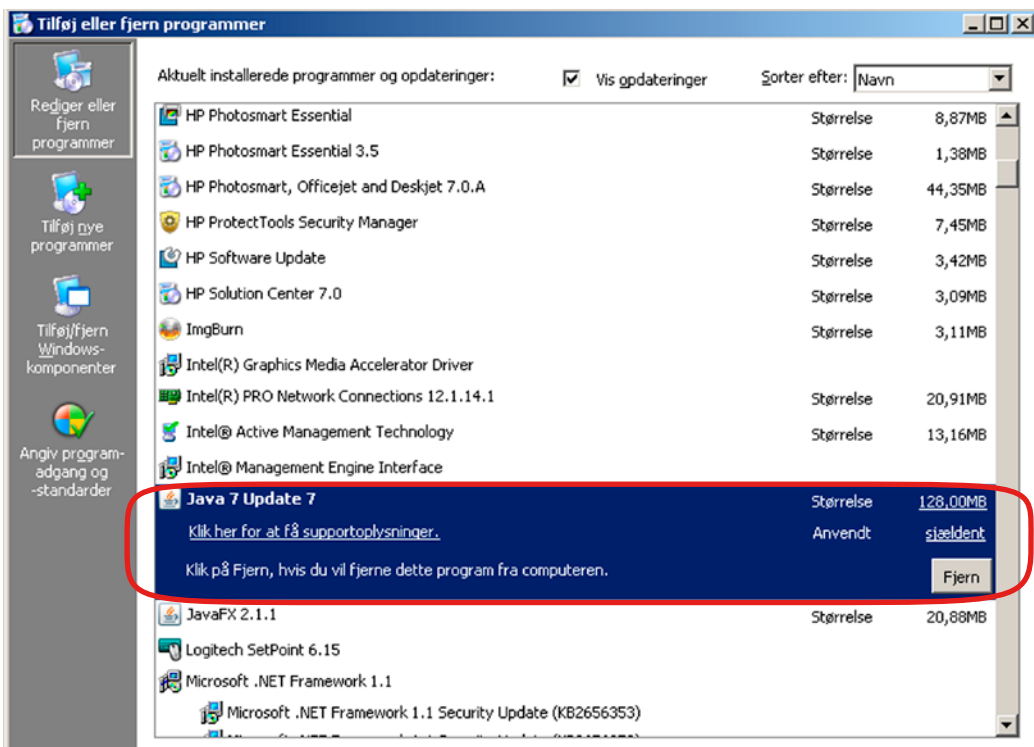 Tilføj eller fjern programmer
Rediger eller
fjern
programmer
Tilføj nye
programmer
Tilføj/fjern
Windows-
komponenter
Angiv program-
adgang og
-standarder
Aktuelt installerede programmer og opdateringer:
Vis opdateringer
Sorter efter: Navn
HP Photosmart Essential Størrelse 8,87MB
HP Photosmart Essential 3.5 Størrelse 1,38MB
HP Photosmart, Officejet and Deskjet 7.0.A Størrelse 44,35MB
HP ProtectTools Security Manager Størrelse 7,45MB
HP Software Update Størrelse 3,42MB
HP Solution Center 7.0 Størrelse 3,09MB
ImgBurn Størrelse 3,11MB
Intel(R) Graphics Media Accelerator Driver
Intel(R) PRO Network Connections 12.1.14.1 Størrelse 20,91MB
Intel® Active Management Technology Størrelse 13,16MB
Intel® Management Engine Interface
Java 7 Update 7 Størrelse 128,00MB
Klik her for at få supportoplysninger. Anvendt sjældent
Klik på Fjern, hvis du vil fjerne dette program fra computeren. Fjern
JavaFX 2.1.1 Størrelse 20,88MB
Logitech SetPoint 6.15
Microsoft .NET Framework 1.1
Microsoft .NET Framework 1.1 Security Update (KB2656353)